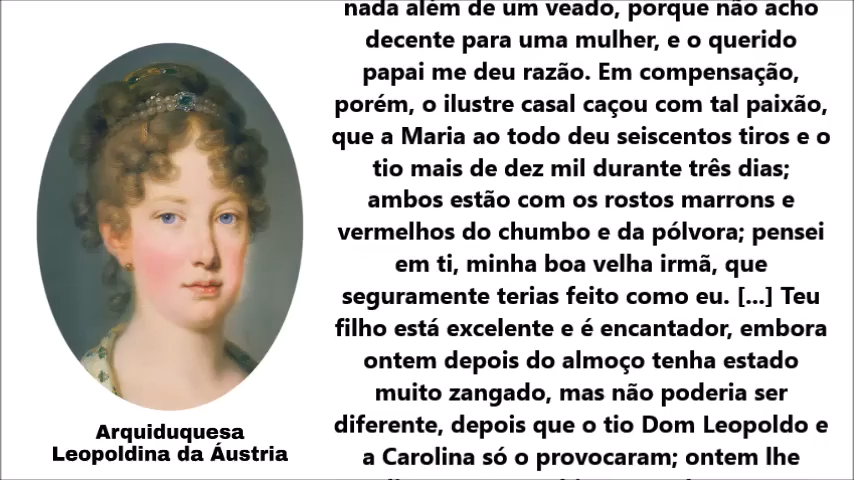 nada além de um veado, porque não acho
decente para uma mulher, e o querido
papai me deu razão. Em compensação,
porém, o ilustre casal caçou com tal paixão,
que a Maria ao todo deu seiscentos tiros e o
tio mais de dez mil durante três dias;
ambos estão com os rostos marrons e
vermelhos do chumbo e da pólvora; pensei
em ti, minha boa velha irmã, que
seguramente terias feito como eu. [...] Teu
filho está excelente e é encantador, embora
ontem depois do almoço tenha estado
muito zangado, mas não poderia ser
diferente, depois que o tio Dom Leopoldo e
a Carolina só o provocaram; ontem lhe
Arquiduquesa
Leopoldina da Áustria